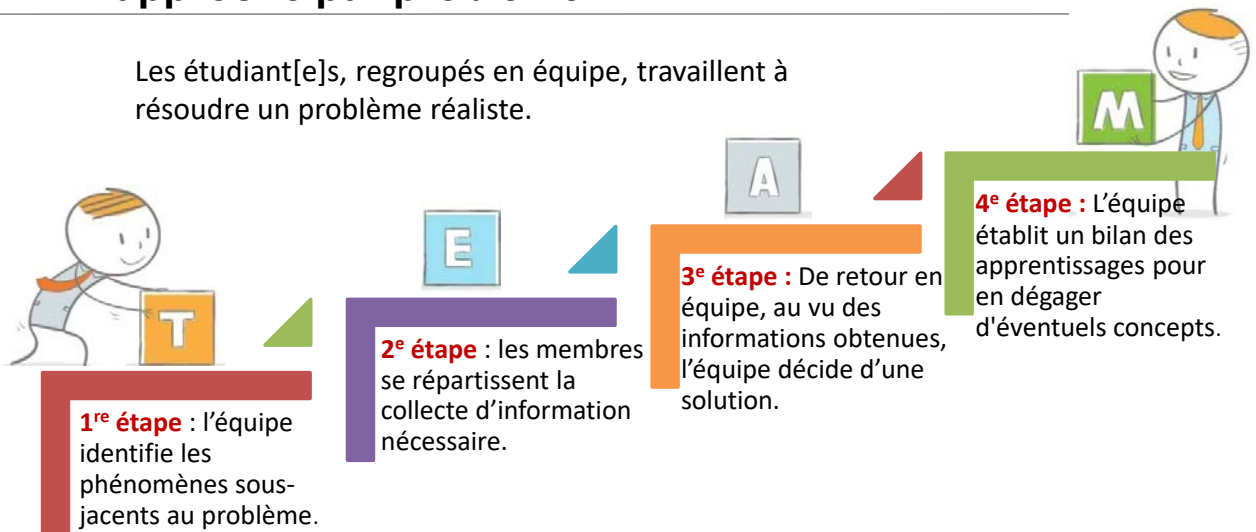 Les étudiant[e]s, regroupés en équipe, travaillent à
résoudre un problème réaliste.
T
1re étape : l'équipe
identifie les
phénomènes sous-
jacents au problème.
E
2e étape : les membres
se répartissent la
collecte d'information
nécessaire.
A
3e étape : De retour en
équipe, au vu des
informations obtenues,
l'équipe décide d'une
solution.
M
4e étape : L'équipe
établit un bilan des
apprentissages pour
en dégager
d'éventuels concepts.